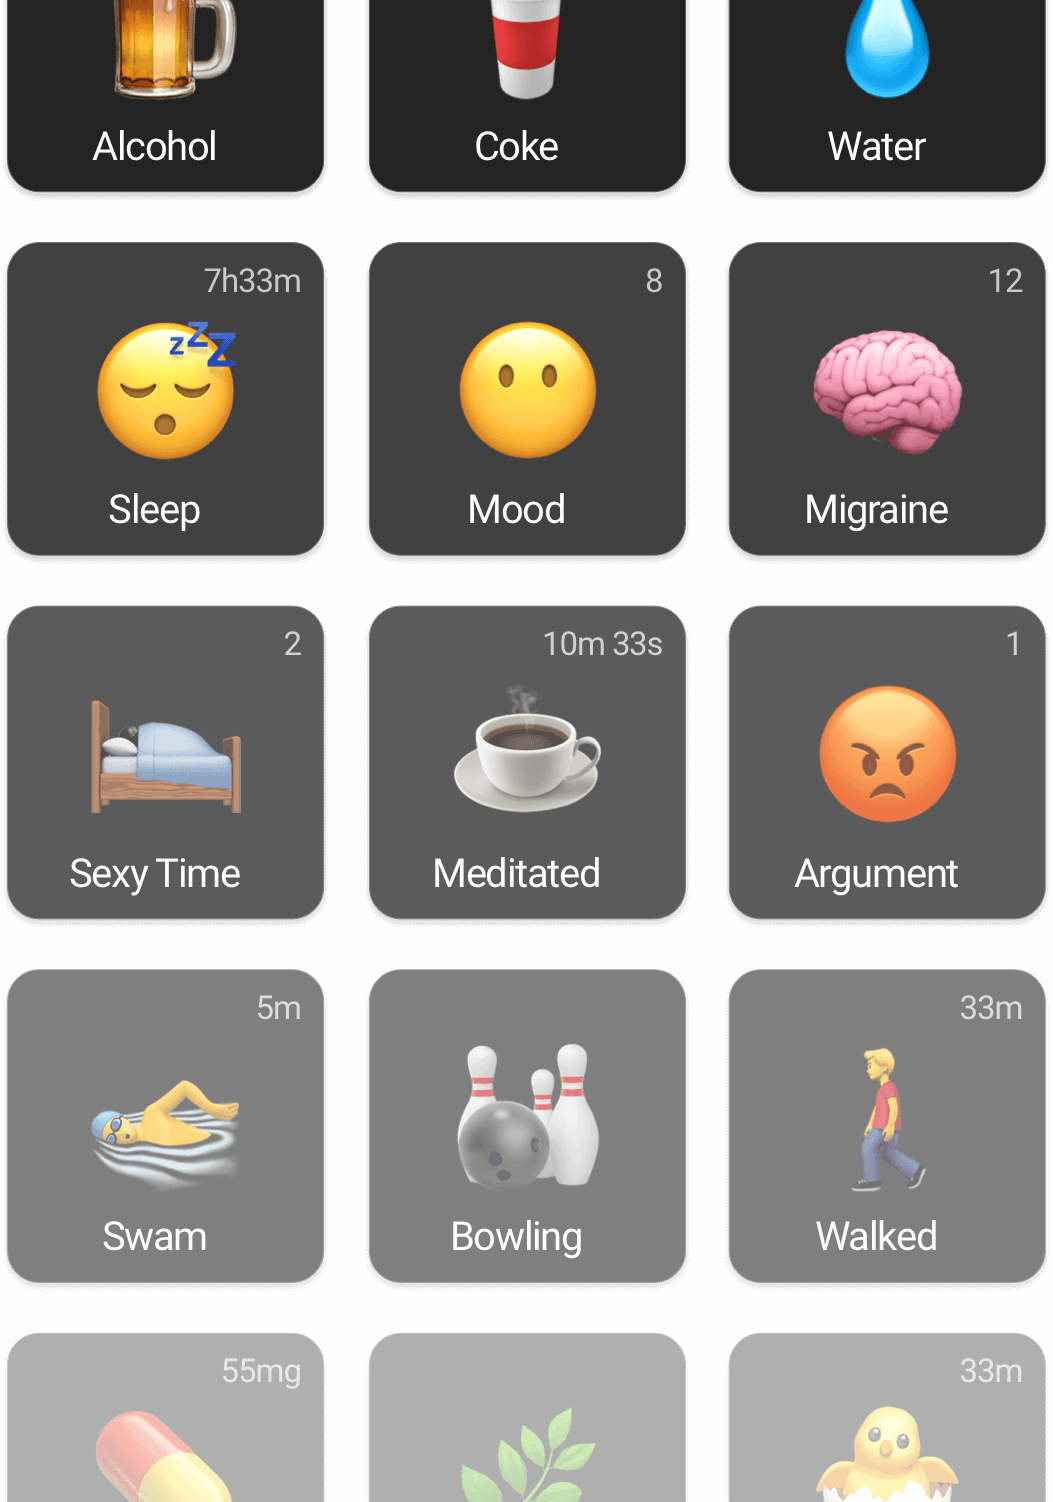 Alcohol
Coke
Water
7h33m
8
12
zZZ
Sleep
Mood
Migraine
2
10m 33s
1
Sexy Time
Meditated
Argument
5m
33m
Swam
Bowling
Walked
55mg
33m